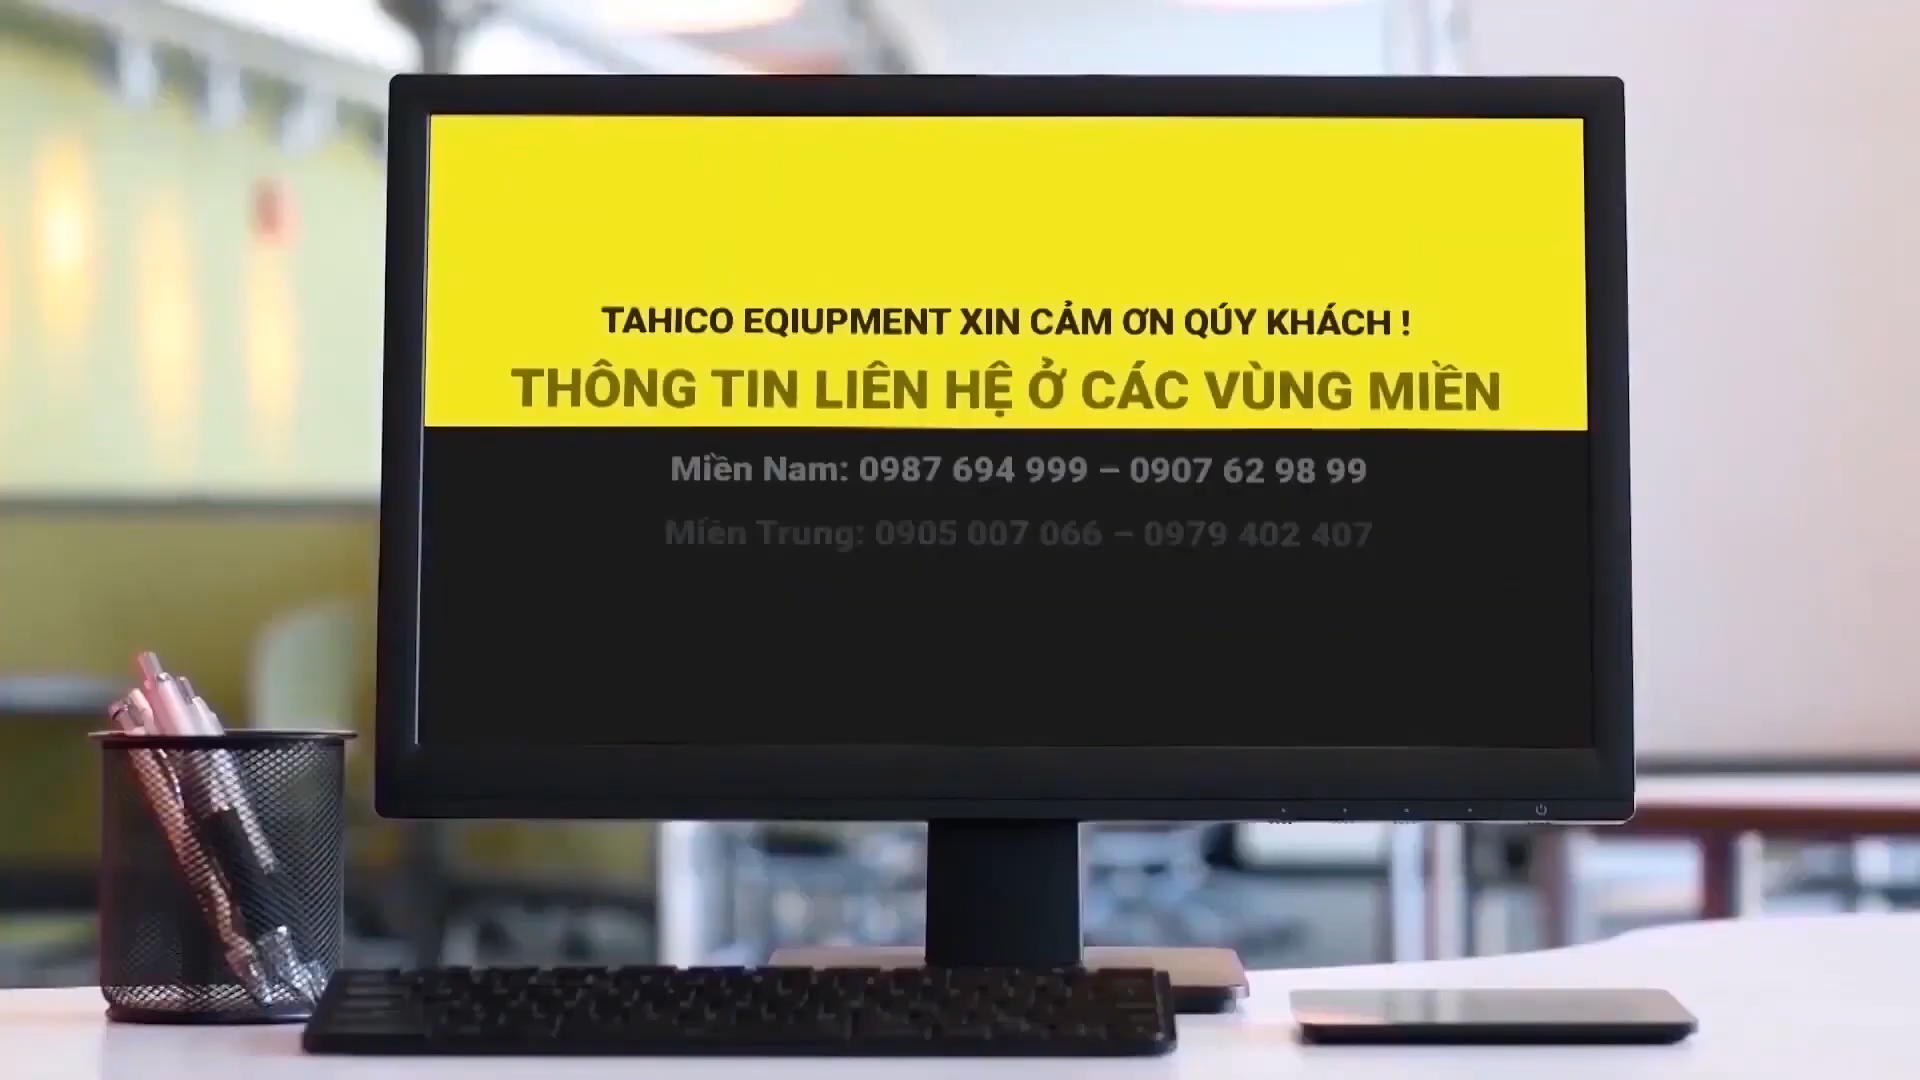 TAHICO EQIUPMENT XIN CẢM ƠN QÚY KHÁCH !
THÔNG TIN LIÊN HỆ Ở CÁC VÙNG MIỀN
Miền Nam: 0987 694 999 – 0907 62 98 99
Miền Trung: 0905 007 066 – 0979 402 407